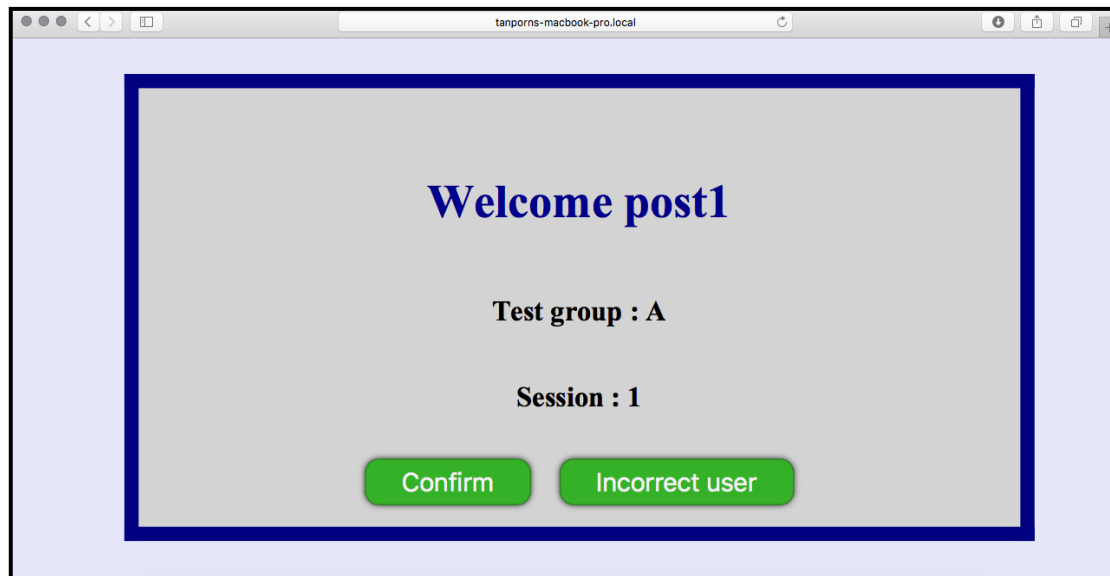 tanporns-macbook-pro.local
Welcome post1
Test group : A
Session : 1
Confirm Incorrect user